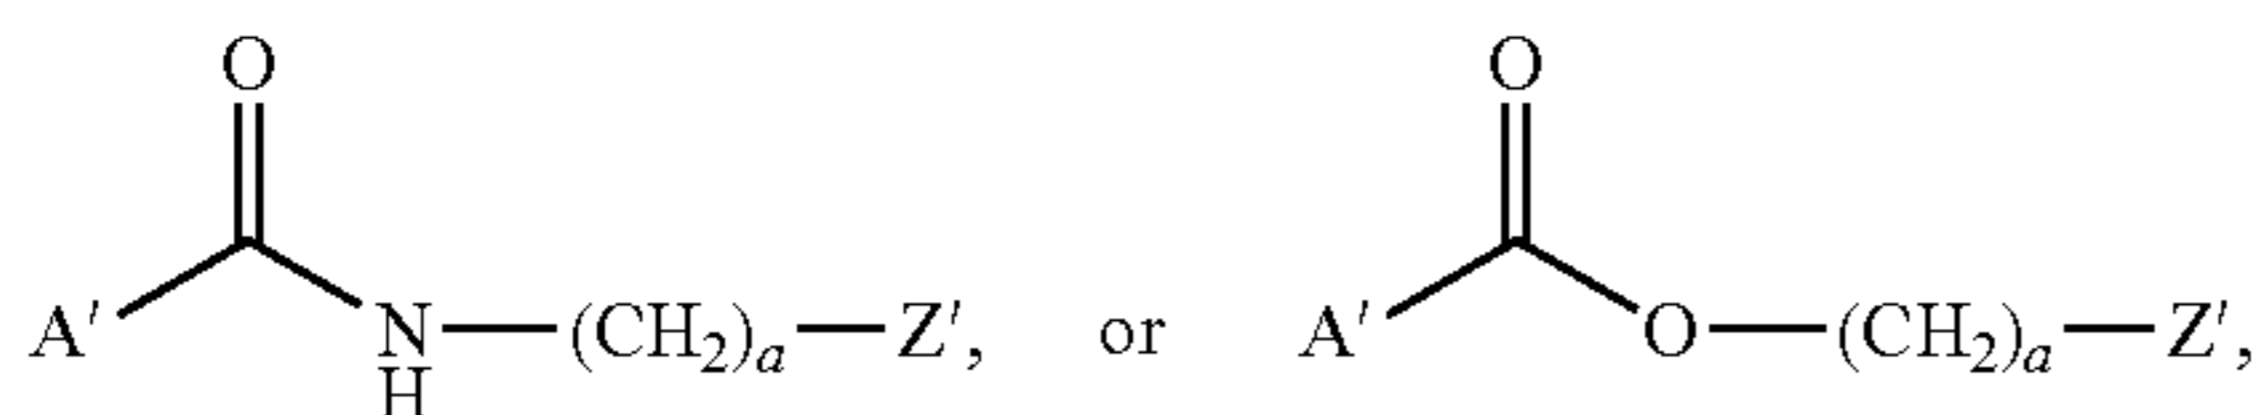 O O
A′ N—(CH₂)ₐ—Z′, or A′ O—(CH₂)ₐ—Z′,
H